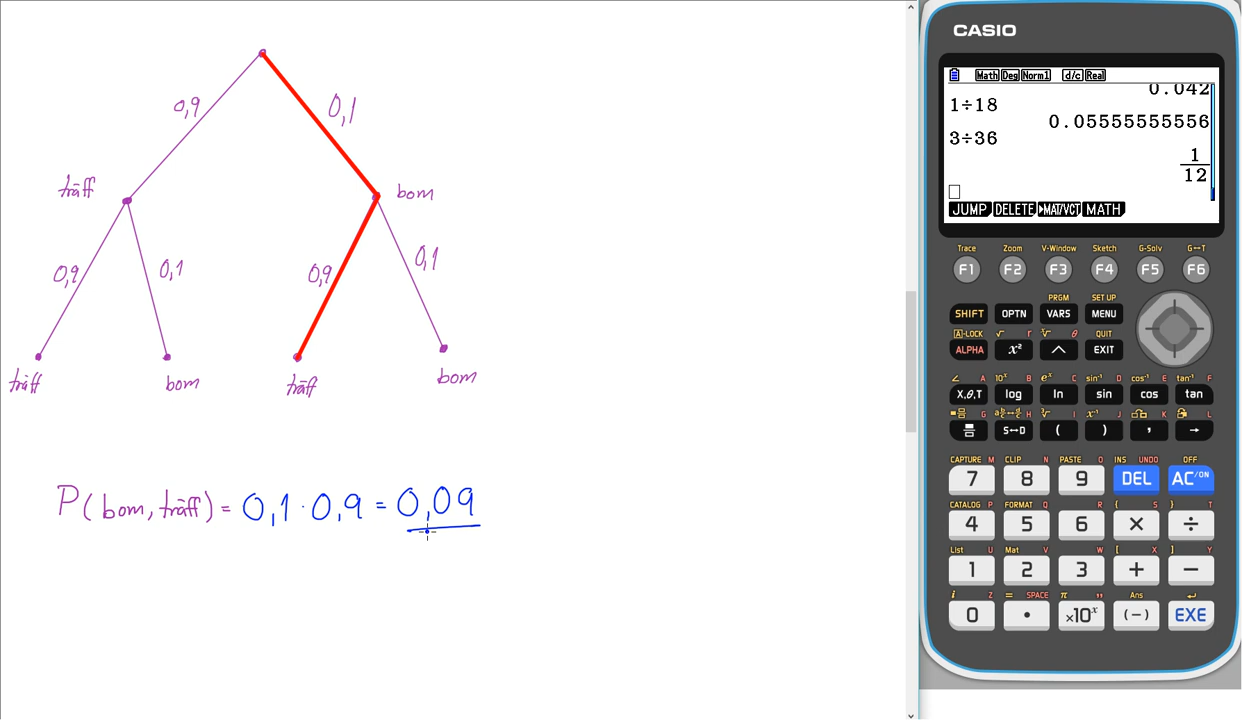 0,9
0,1
träff
bom
0,9
0,1
0,9
0,1
träff
bom
träff
bom
P(bom, träff) = 0,1 · 0,9 = 0,09
CASIO
Math Deg Norm1 d/c Real
0.042
1÷18
0.05555555556
3÷36
1
12
JUMP DELETE ▶MAT/VCT MATH
Trace Zoom V-Window Sketch G-Solv G↔T
F1 F2 F3 F4 F5 F6
PRGM SET UP
SHIFT OPTN VARS MENU
A-LOCK √ r ∛ θ QUIT
ALPHA x² ^ EXIT
∠ A 10ˣ B eˣ C sin⁻¹ D cos⁻¹ E tan⁻¹ F
X,θ,T log ln sin cos tan
G H I x⁻¹ J K L
S↔D ( ) , →
CAPTURE M CLIP N PASTE O INS UNDO OFF
7 8 9 DEL AC/ON
CATALOG P FORMAT Q R { S } T
4 5 6 × ÷
List U Mat V W [ X ] Y
1 2 3 + −
i Z = SPACE π " Ans ↵
0 • ×10ˣ (−) EXE